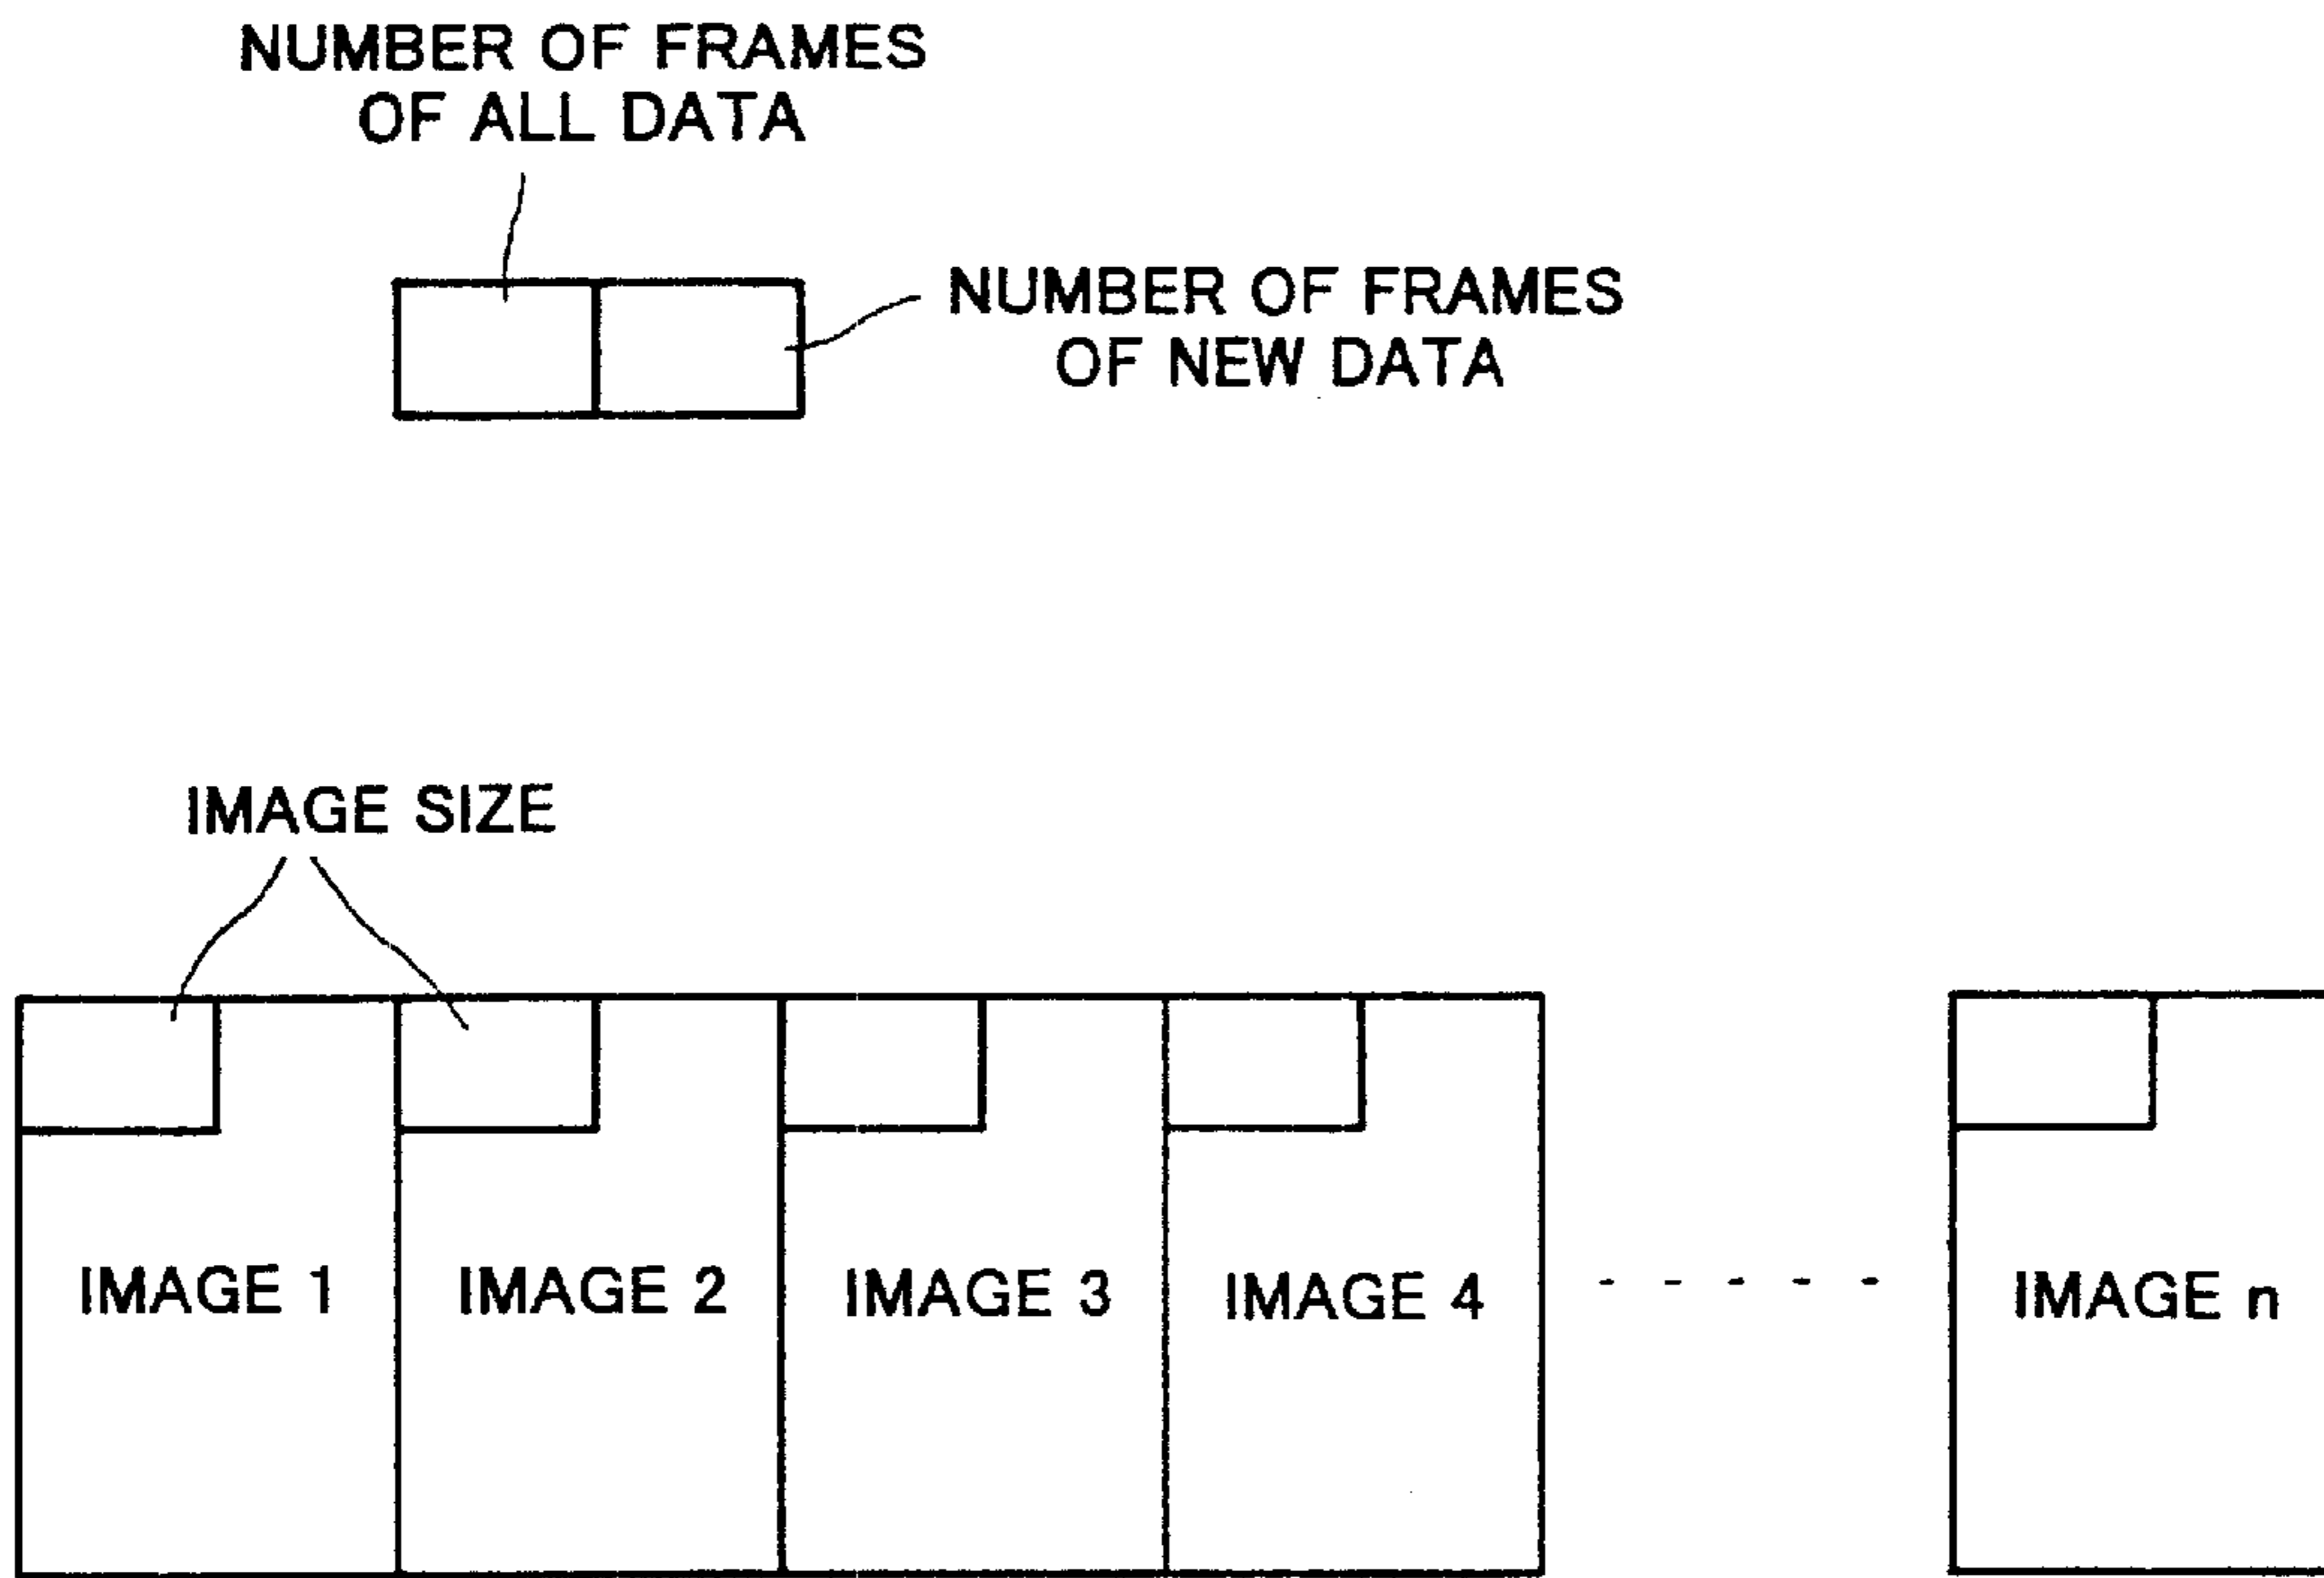 NUMBER OF FRAMES
OF ALL DATA
NUMBER OF FRAMES
OF NEW DATA
IMAGE SIZE
IMAGE 1
IMAGE 2
IMAGE 3
IMAGE 4
IMAGE n